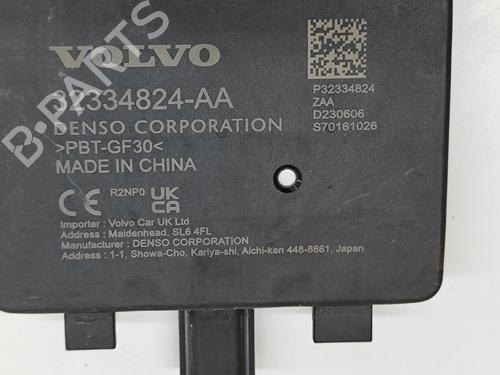 VOLVO
32334824-AA
DENSO CORPORATION
>PBT-GF30<
MADE IN CHINA
P32334824
ZAA
D230606
S70161026
CE R2NP0 UK
CA
Importer : Volvo Car UK Ltd
Address : Maidenhead, SL6 4FL
Manufacturer : DENSO CORPORATION
Address : 1-1, Showa-Cho, Kariya-shi, Aichi-ken 448-8661, Japan